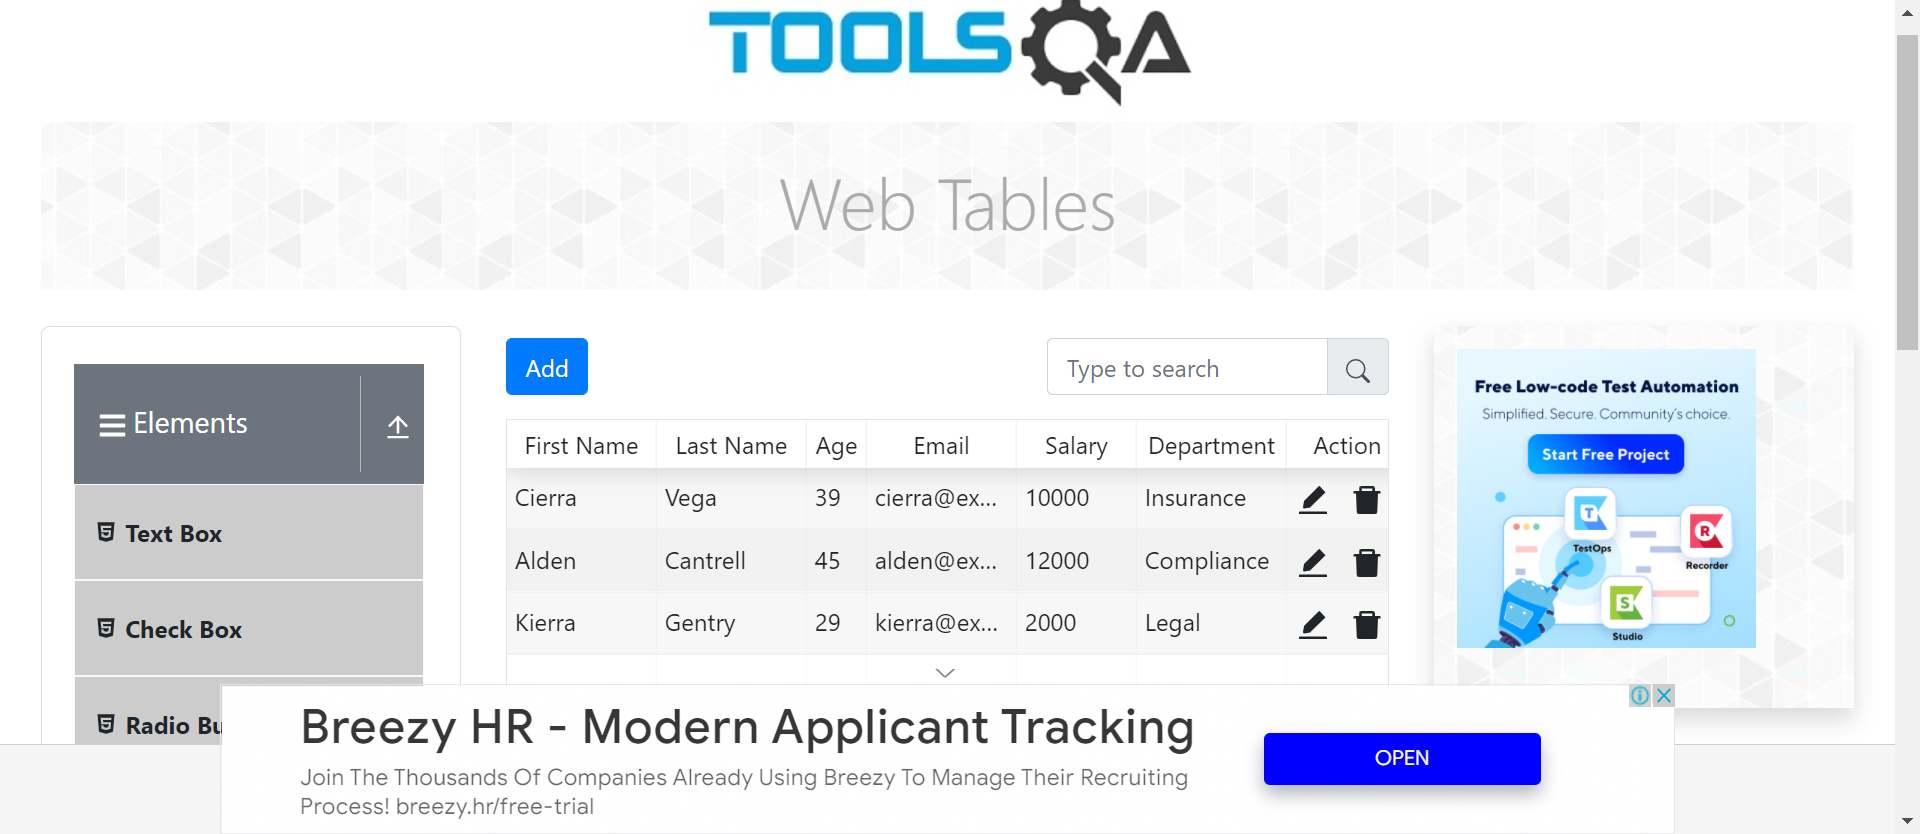 TOOLSQA
Web Tables
Elements
Text Box
Check Box
Radio Bu
Add
Type to search
First Name Last Name Age Email Salary Department Action
Cierra Vega 39 cierra@ex... 10000 Insurance
Alden Cantrell 45 alden@ex... 12000 Compliance
Kierra Gentry 29 kierra@ex... 2000 Legal
Free Low-code Test Automation
Simplified. Secure. Community's choice.
Start Free Project
TestOps
Recorder
Studio
Breezy HR - Modern Applicant Tracking
Join The Thousands Of Companies Already Using Breezy To Manage Their Recruiting
Process! breezy.hr/free-trial
OPEN